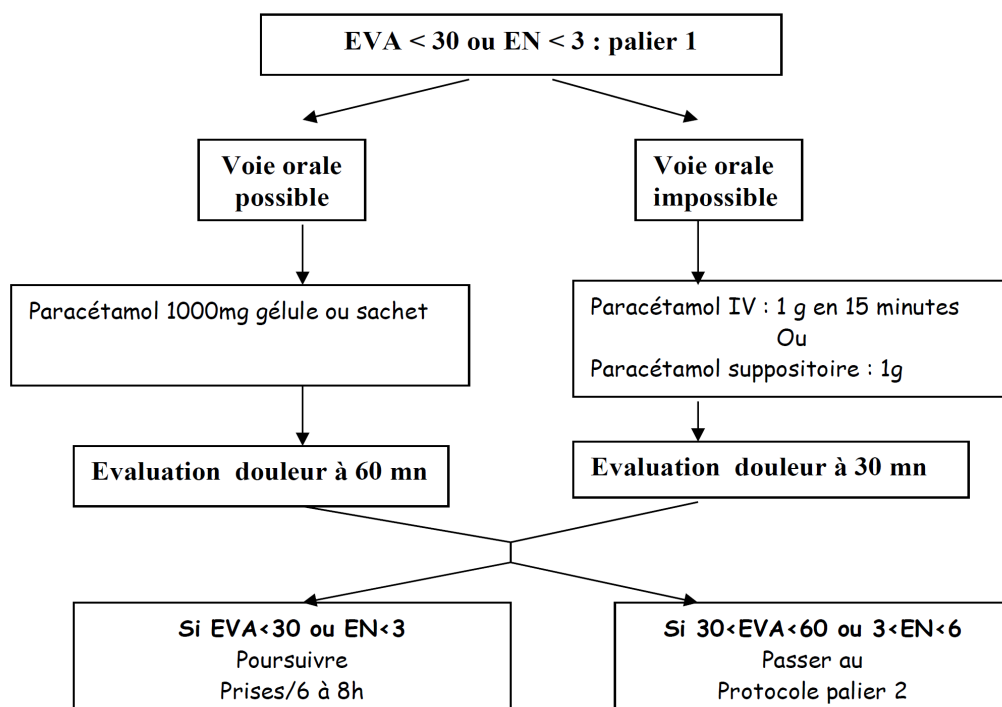 EVA < 30 ou EN < 3 : palier 1
Voie orale
possible
Voie orale
impossible
Paracétamol 1000mg gélule ou sachet
Paracétamol IV : 1 g en 15 minutes
Ou
Paracétamol suppositoire : 1g
Evaluation douleur à 60 mn
Evaluation douleur à 30 mn
Si EVA<30 ou EN<3
Poursuivre
Prises/6 à 8h
Si 30<EVA<60 ou 3<EN<6
Passer au
Protocole palier 2